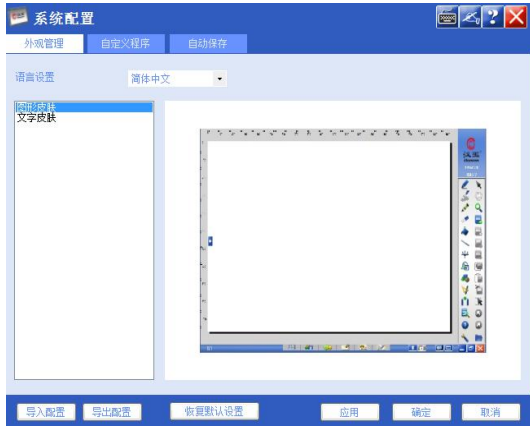 系统配置
外观管理 自定义程序 自动保存
语言设置 简体中文
图形皮肤
文字皮肤
导入配置 导出配置 恢复默认设置 应用 确定 取消